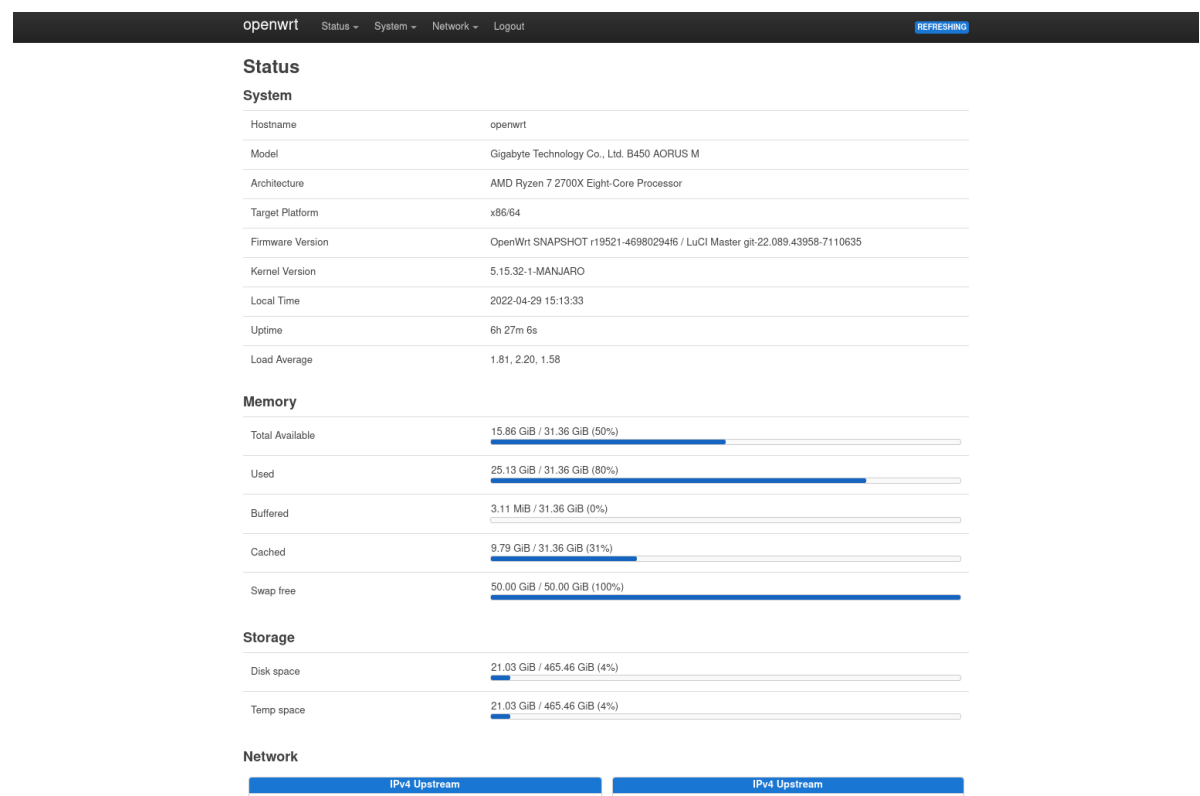 openwrt Status System Network Logout REFRESHING
Status
System
Hostname openwrt
Model Gigabyte Technology Co., Ltd. B450 AORUS M
Architecture AMD Ryzen 7 2700X Eight-Core Processor
Target Platform x86/64
Firmware Version OpenWrt SNAPSHOT r19521-46980294f6 / LuCI Master git-22.089.43958-7110635
Kernel Version 5.15.32-1-MANJARO
Local Time 2022-04-29 15:13:33
Uptime 6h 27m 6s
Load Average 1.81, 2.20, 1.58
Memory
Total Available 15.86 GiB / 31.36 GiB (50%)
Used 25.13 GiB / 31.36 GiB (80%)
Buffered 3.11 MiB / 31.36 GiB (0%)
Cached 9.79 GiB / 31.36 GiB (31%)
Swap free 50.00 GiB / 50.00 GiB (100%)
Storage
Disk space 21.03 GiB / 465.46 GiB (4%)
Temp space 21.03 GiB / 465.46 GiB (4%)
Network
IPv4 Upstream IPv4 Upstream